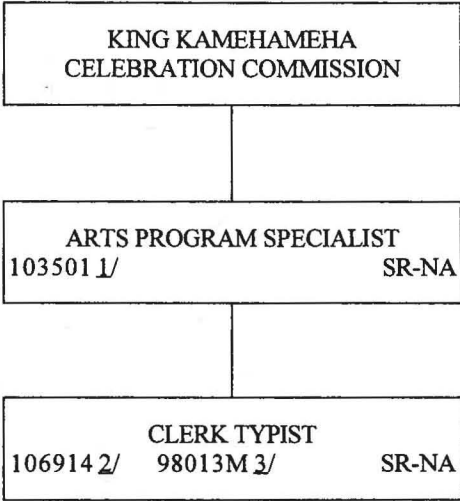 KING KAMEHAMEHA
CELEBRATION COMMISSION
ARTS PROGRAM SPECIALIST
103501 1/ SR-NA
CLERK TYPIST
106914 2/ 98013M 3/ SR-NA